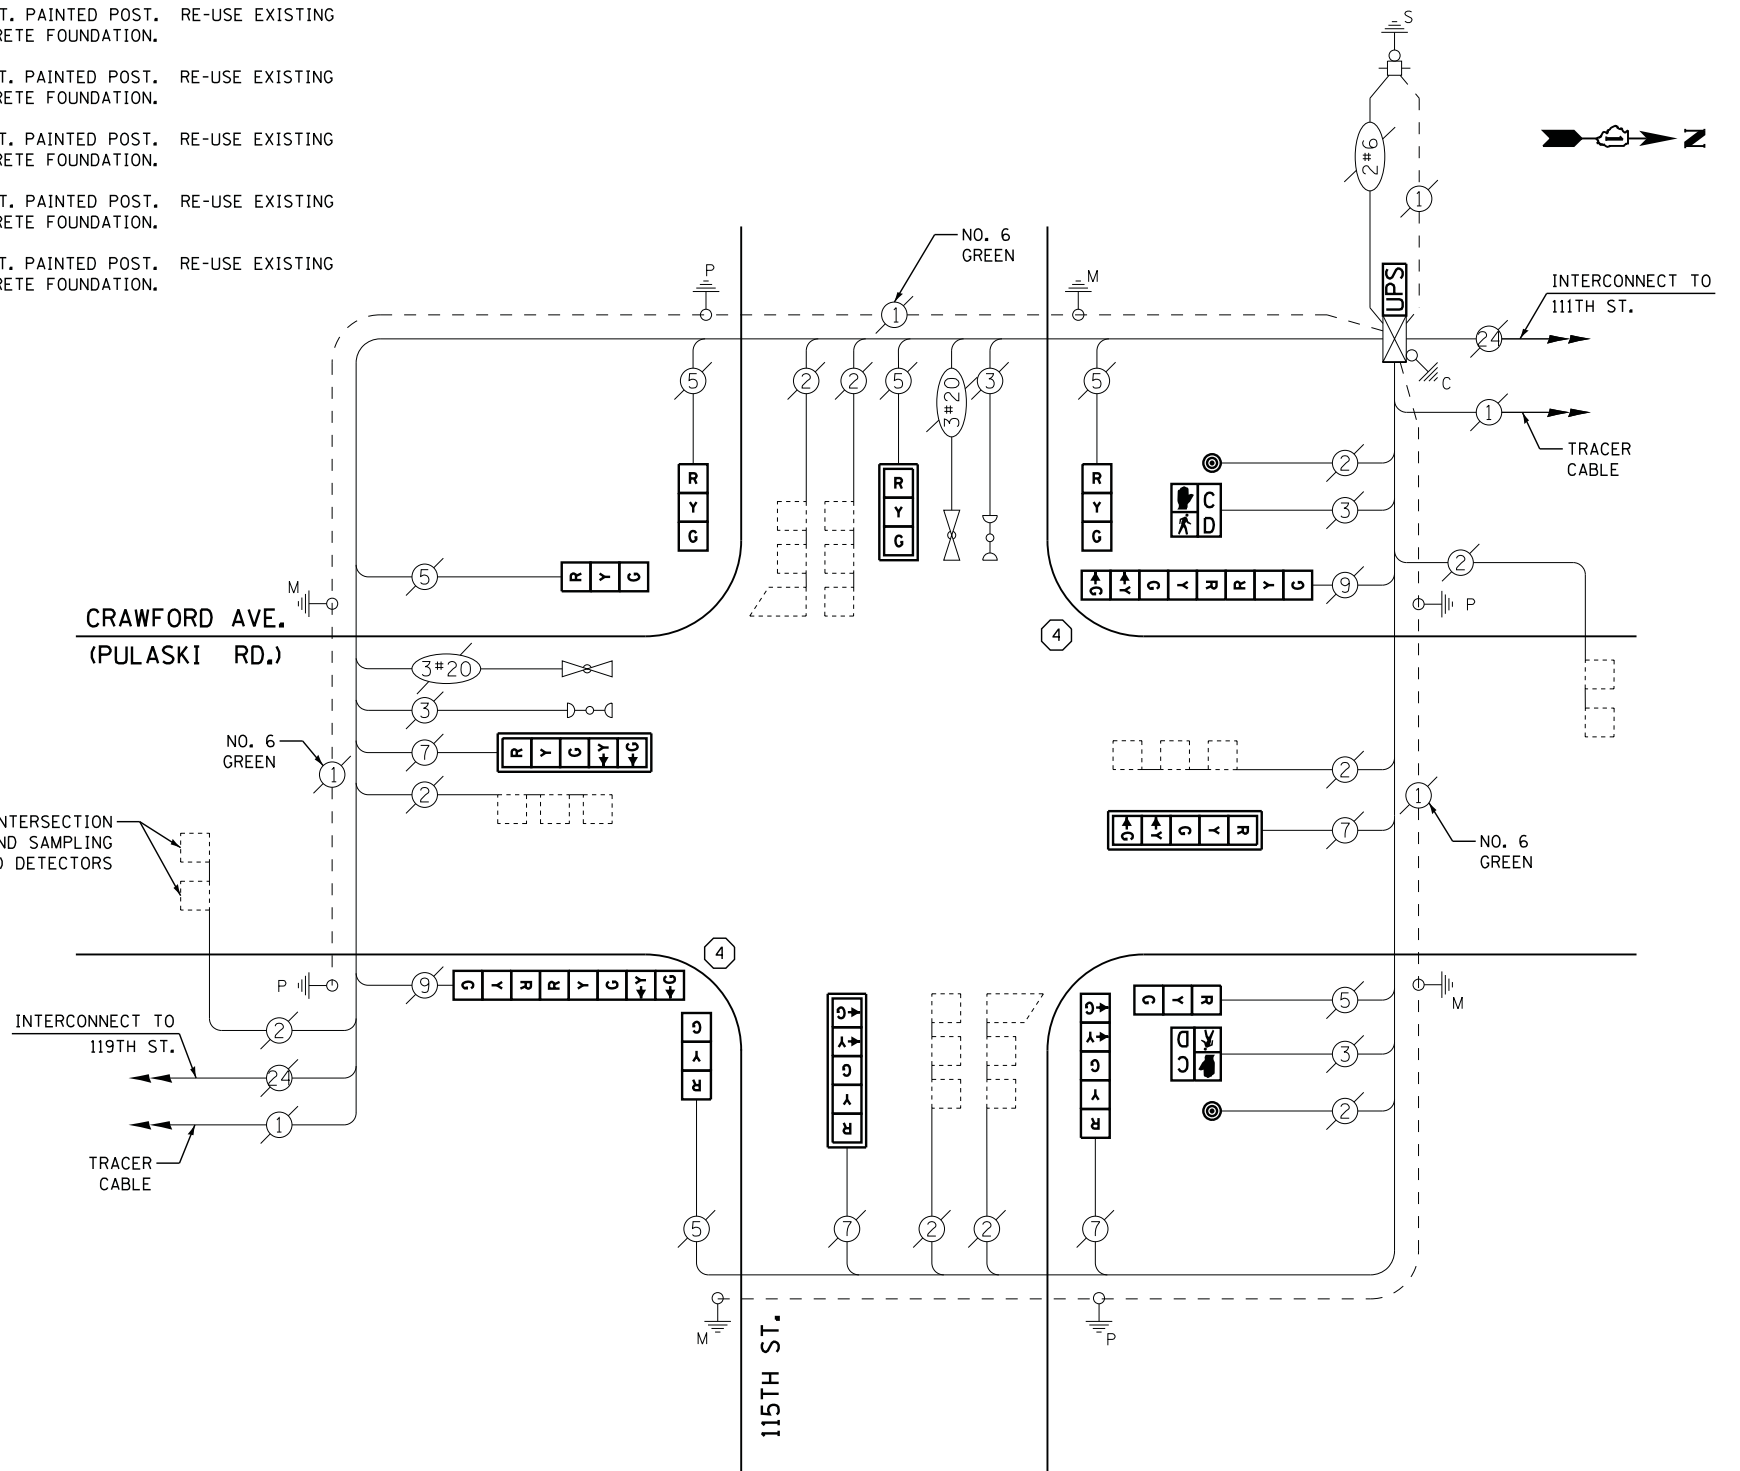 T. PAINTED POST. RE-USE EXISTING
RETE FOUNDATION.
T. PAINTED POST. RE-USE EXISTING
RETE FOUNDATION.
T. PAINTED POST. RE-USE EXISTING
RETE FOUNDATION.
T. PAINTED POST. RE-USE EXISTING
RETE FOUNDATION.
T. PAINTED POST. RE-USE EXISTING
RETE FOUNDATION.
S
2#6
1
1 N
UPS
INTERCONNECT TO
111TH ST.
24
C
1
TRACER
CABLE
NO. 6
GREEN
P
1
M
5
2
2
5
3#20
3
5
R
Y
G
R
Y
G
R
Y
G
2
C
D
3
5
R Y G
G Y G Y R R Y G
9
2
P
M
CRAWFORD AVE.
(PULASKI RD.)
4
3#20
3
7
R Y G Y G
2
NO. 6
GREEN
1
2
G Y G Y R
7
1
NO. 6
GREEN
NTERSECTION
ND SAMPLING
D DETECTORS
4
P
9
G Y R R Y G Y G
2
INTERCONNECT TO
119TH ST.
24
1
TRACER
CABLE
G
Y
R
G
Y
G
Y
R
G
Y
G
Y
R
G Y R
5
M
D
C
3
2
5
7
2
2
7
M
P
115TH ST.